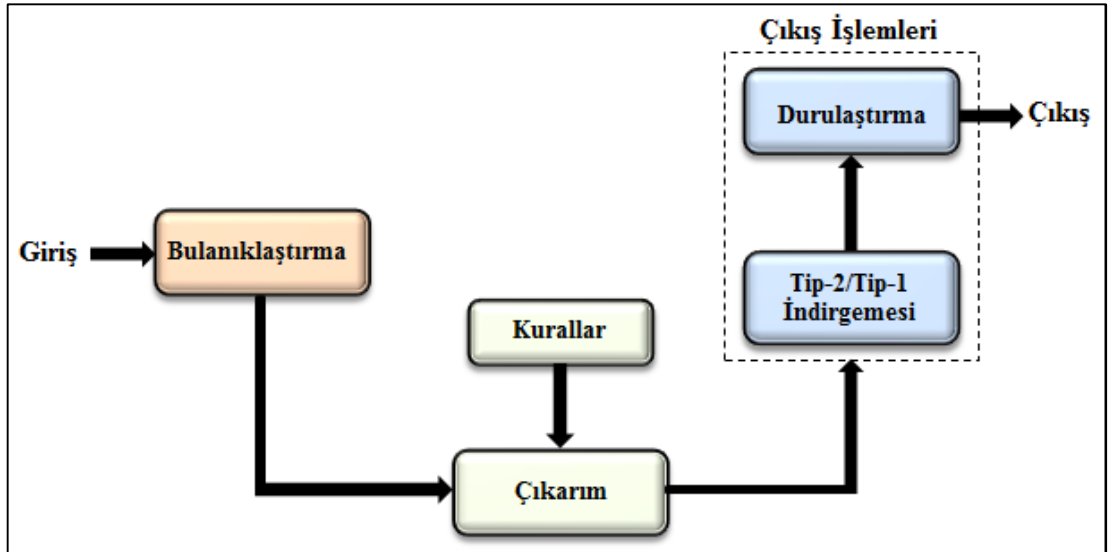 Çıkış İşlemleri
Durulaştırma
Çıkış
Giriş
Bulanıklaştırma
Tip-2/Tip-1
İndirgemesi
Kurallar
Çıkarım